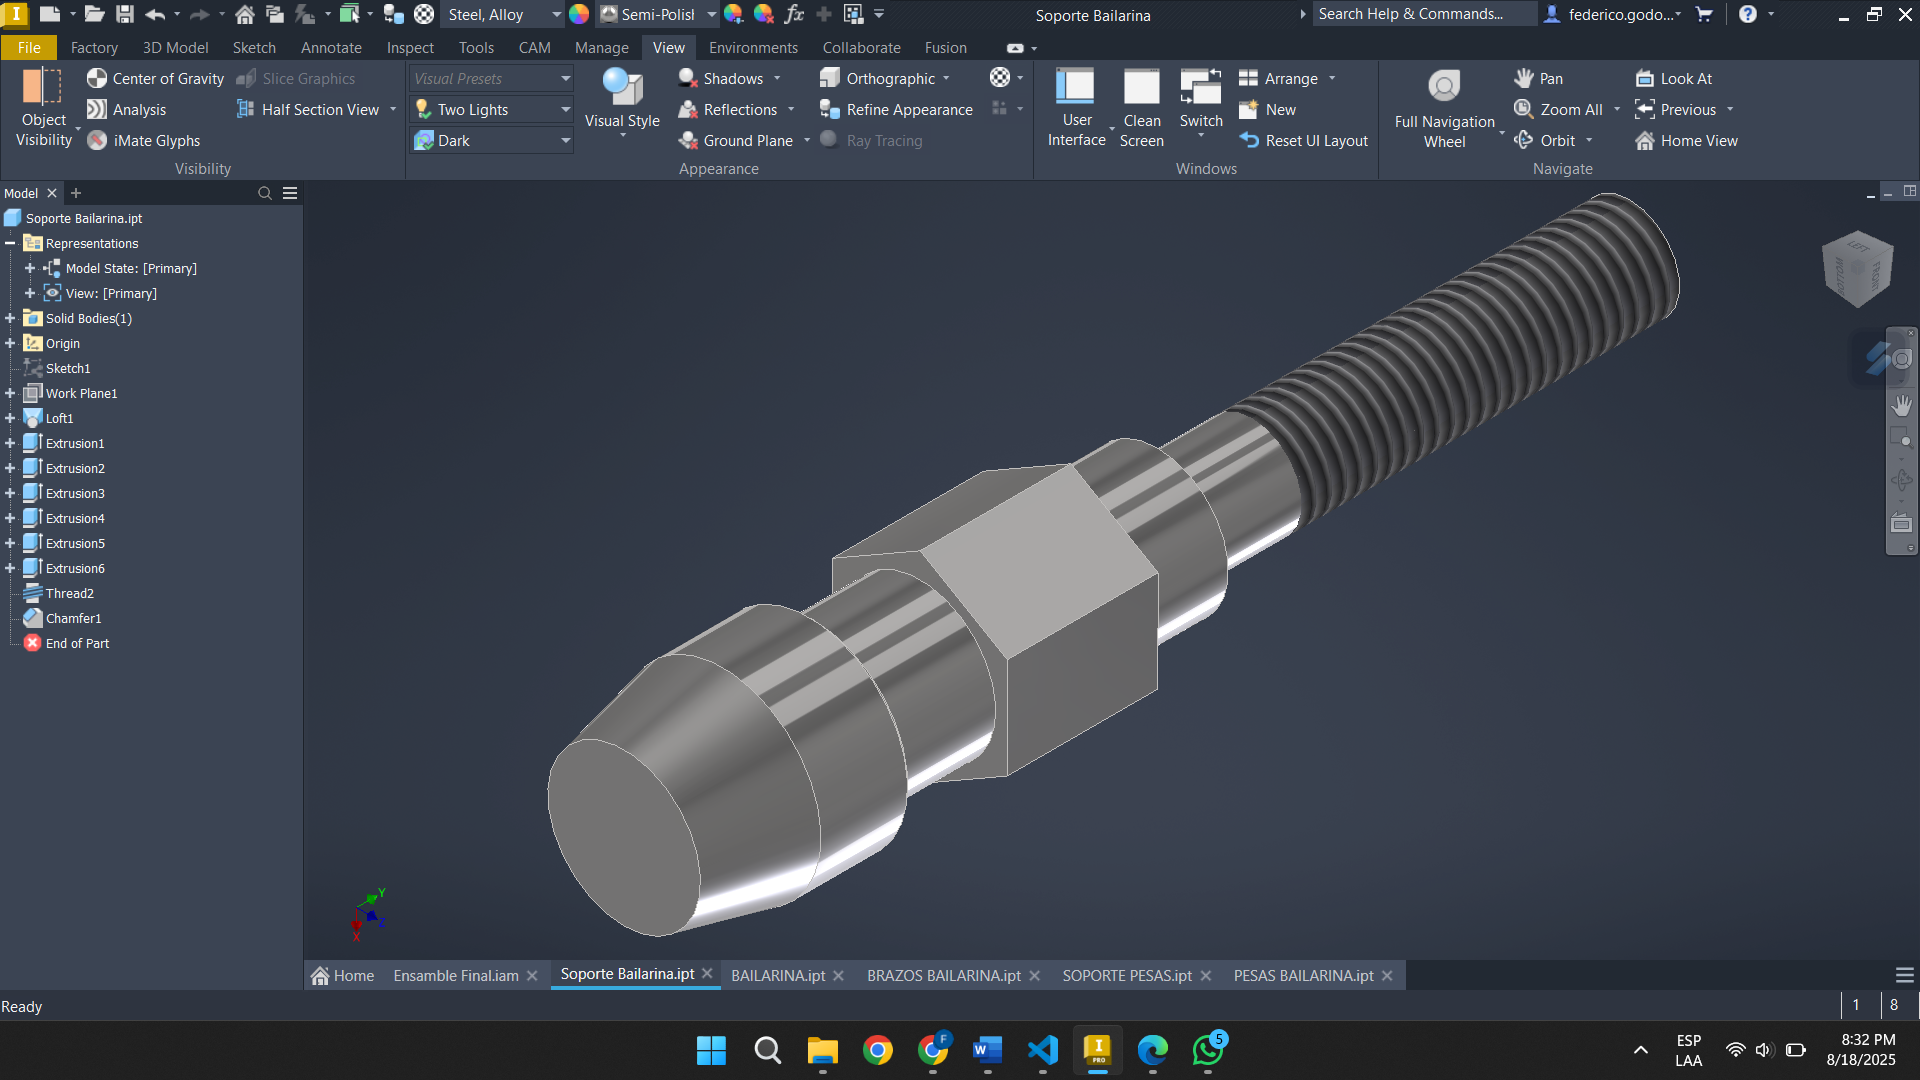 Steel, Alloy
Semi-Polish
fx
Soporte Bailarina
Search Help & Commands...
federico.godo...
File
Factory
3D Model
Sketch
Annotate
Inspect
Tools
CAM
Manage
View
Environments
Collaborate
Fusion
Object
Visibility
Center of Gravity
Analysis
iMate Glyphs
Slice Graphics
Half Section View
Visibility
Visual Presets
Two Lights
Dark
Visual Style
Shadows
Reflections
Ground Plane
Orthographic
Refine Appearance
Ray Tracing
Appearance
User
Interface
Clean
Screen
Switch
Arrange
New
Reset UI Layout
Windows
Full Navigation
Wheel
Pan
Zoom All
Orbit
Look At
Previous
Home View
Navigate
Model
Soporte Bailarina.ipt
Representations
Model State: [Primary]
View: [Primary]
Solid Bodies(1)
Origin
Sketch1
Work Plane1
Loft1
Extrusion1
Extrusion2
Extrusion3
Extrusion4
Extrusion5
Extrusion6
Thread2
Chamfer1
End of Part
LEFT
BOTTOM
FRONT
Y
Z
X
Home
Ensamble Final.iam
Soporte Bailarina.ipt
BAILARINA.ipt
BRAZOS BAILARINA.ipt
SOPORTE PESAS.ipt
PESAS BAILARINA.ipt
Ready
1
8
F
W
I
PRO
5
ESP
LAA
8:32 PM
8/18/2025